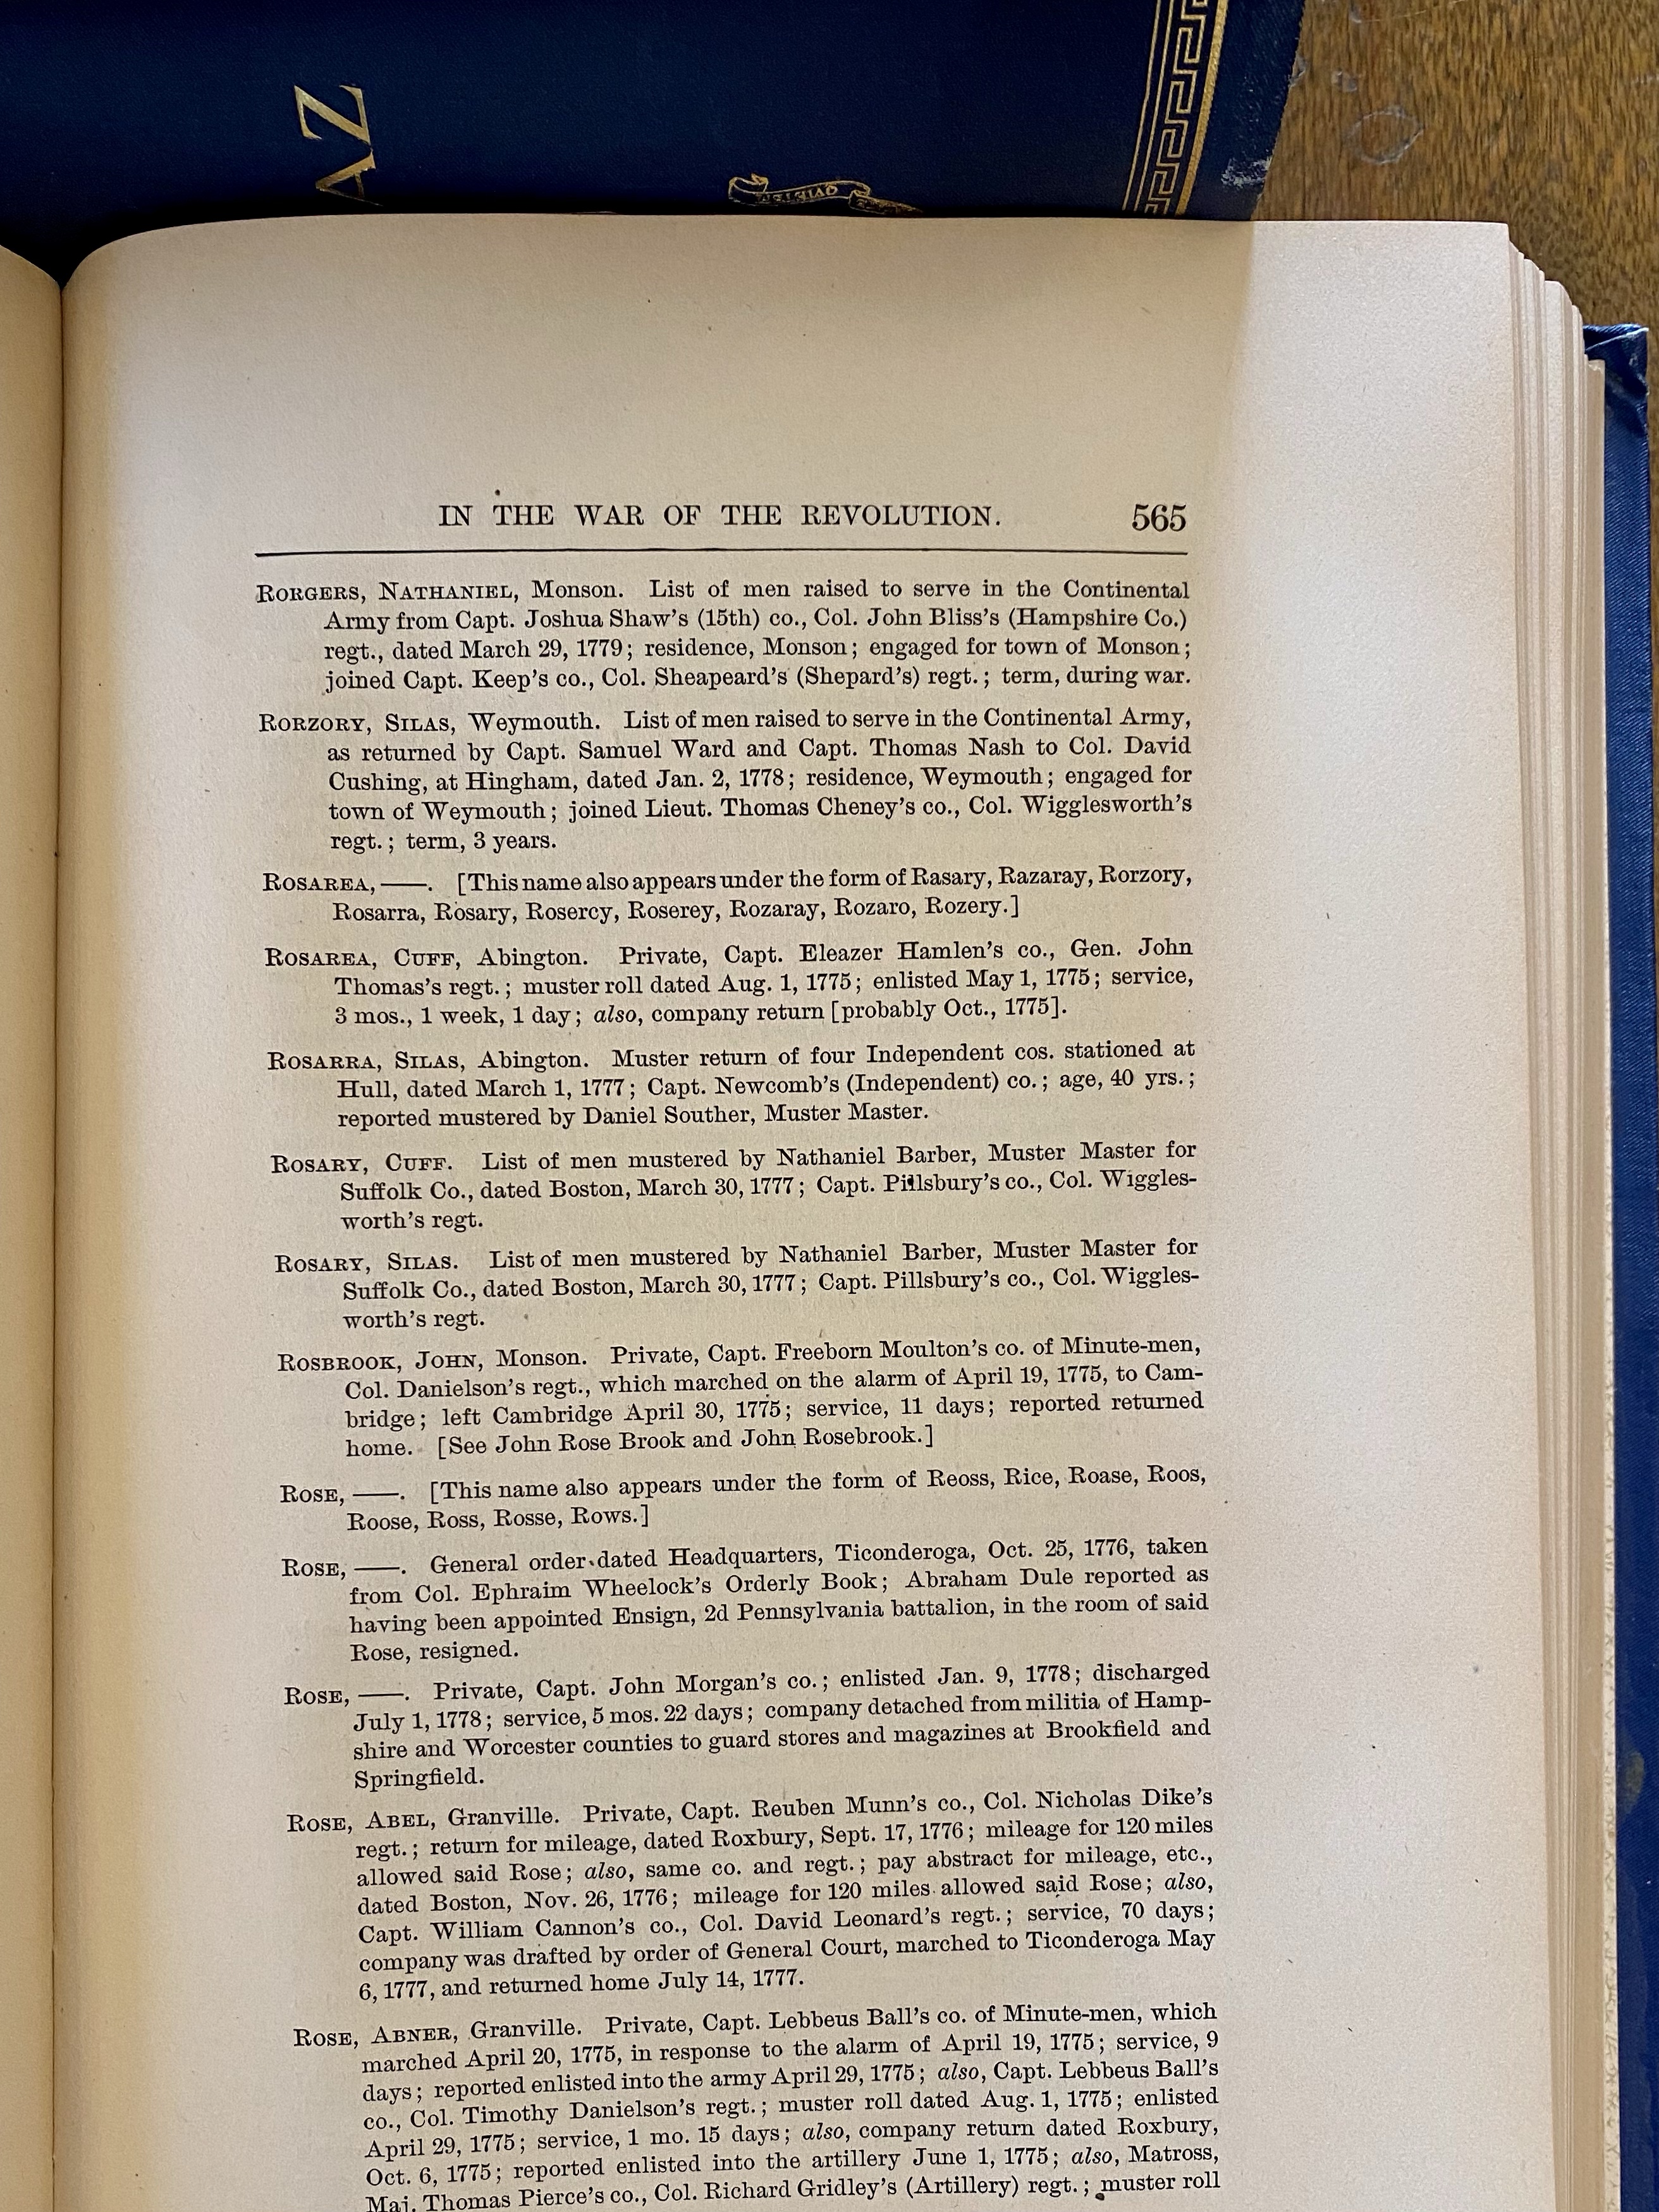 AZ
IN THE WAR OF THE REVOLUTION. 565
RORGERS, NATHANIEL, Monson. List of men raised to serve in the Continental
Army from Capt. Joshua Shaw's (15th) co., Col. John Bliss's (Hampshire Co.)
regt., dated March 29, 1779; residence, Monson; engaged for town of Monson;
joined Capt. Keep's co., Col. Sheapeard's (Shepard's) regt.; term, during war.
RORZORY, SILAS, Weymouth. List of men raised to serve in the Continental Army,
as returned by Capt. Samuel Ward and Capt. Thomas Nash to Col. David
Cushing, at Hingham, dated Jan. 2, 1778; residence, Weymouth; engaged for
town of Weymouth; joined Lieut. Thomas Cheney's co., Col. Wigglesworth's
regt.; term, 3 years.
ROSAREA, ——. [This name also appears under the form of Rasary, Razaray, Rorzory,
Rosarra, Rosary, Rosercy, Roserey, Rozaray, Rozaro, Rozery.]
ROSAREA, CUFF, Abington. Private, Capt. Eleazer Hamlen's co., Gen. John
Thomas's regt.; muster roll dated Aug. 1, 1775; enlisted May 1, 1775; service,
3 mos., 1 week, 1 day; also, company return [probably Oct., 1775].
ROSARRA, SILAS, Abington. Muster return of four Independent cos. stationed at
Hull, dated March 1, 1777; Capt. Newcomb's (Independent) co.; age, 40 yrs.;
reported mustered by Daniel Souther, Muster Master.
ROSARY, CUFF. List of men mustered by Nathaniel Barber, Muster Master for
Suffolk Co., dated Boston, March 30, 1777; Capt. Pillsbury's co., Col. Wiggles-
worth's regt.
ROSARY, SILAS. List of men mustered by Nathaniel Barber, Muster Master for
Suffolk Co., dated Boston, March 30, 1777; Capt. Pillsbury's co., Col. Wiggles-
worth's regt.
ROSBROOK, JOHN, Monson. Private, Capt. Freeborn Moulton's co. of Minute-men,
Col. Danielson's regt., which marched on the alarm of April 19, 1775, to Cam-
bridge; left Cambridge April 30, 1775; service, 11 days; reported returned
home. [See John Rose Brook and John Rosebrook.]
ROSE, ——. [This name also appears under the form of Reoss, Rice, Roase, Roos,
Roose, Ross, Rosse, Rows.]
ROSE, ——. General order dated Headquarters, Ticonderoga, Oct. 25, 1776, taken
from Col. Ephraim Wheelock's Orderly Book; Abraham Dule reported as
having been appointed Ensign, 2d Pennsylvania battalion, in the room of said
Rose, resigned.
ROSE, ——. Private, Capt. John Morgan's co.; enlisted Jan. 9, 1778; discharged
July 1, 1778; service, 5 mos. 22 days; company detached from militia of Hamp-
shire and Worcester counties to guard stores and magazines at Brookfield and
Springfield.
ROSE, ABEL, Granville. Private, Capt. Reuben Munn's co., Col. Nicholas Dike's
regt.; return for mileage, dated Roxbury, Sept. 17, 1776; mileage for 120 miles
allowed said Rose; also, same co. and regt.; pay abstract for mileage, etc.,
dated Boston, Nov. 26, 1776; mileage for 120 miles allowed said Rose; also,
Capt. William Cannon's co., Col. David Leonard's regt.; service, 70 days;
company was drafted by order of General Court, marched to Ticonderoga May
6, 1777, and returned home July 14, 1777.
ROSE, ABNER, Granville. Private, Capt. Lebbeus Ball's co. of Minute-men, which
marched April 20, 1775, in response to the alarm of April 19, 1775; service, 9
days; reported enlisted into the army April 29, 1775; also, Capt. Lebbeus Ball's
co., Col. Timothy Danielson's regt.; muster roll dated Aug. 1, 1775; enlisted
April 29, 1775; service, 1 mo. 15 days; also, company return dated Roxbury,
Oct. 6, 1775; reported enlisted into the artillery June 1, 1775; also, Matross,
Maj. Thomas Pierce's co., Col. Richard Gridley's (Artillery) regt.; muster roll